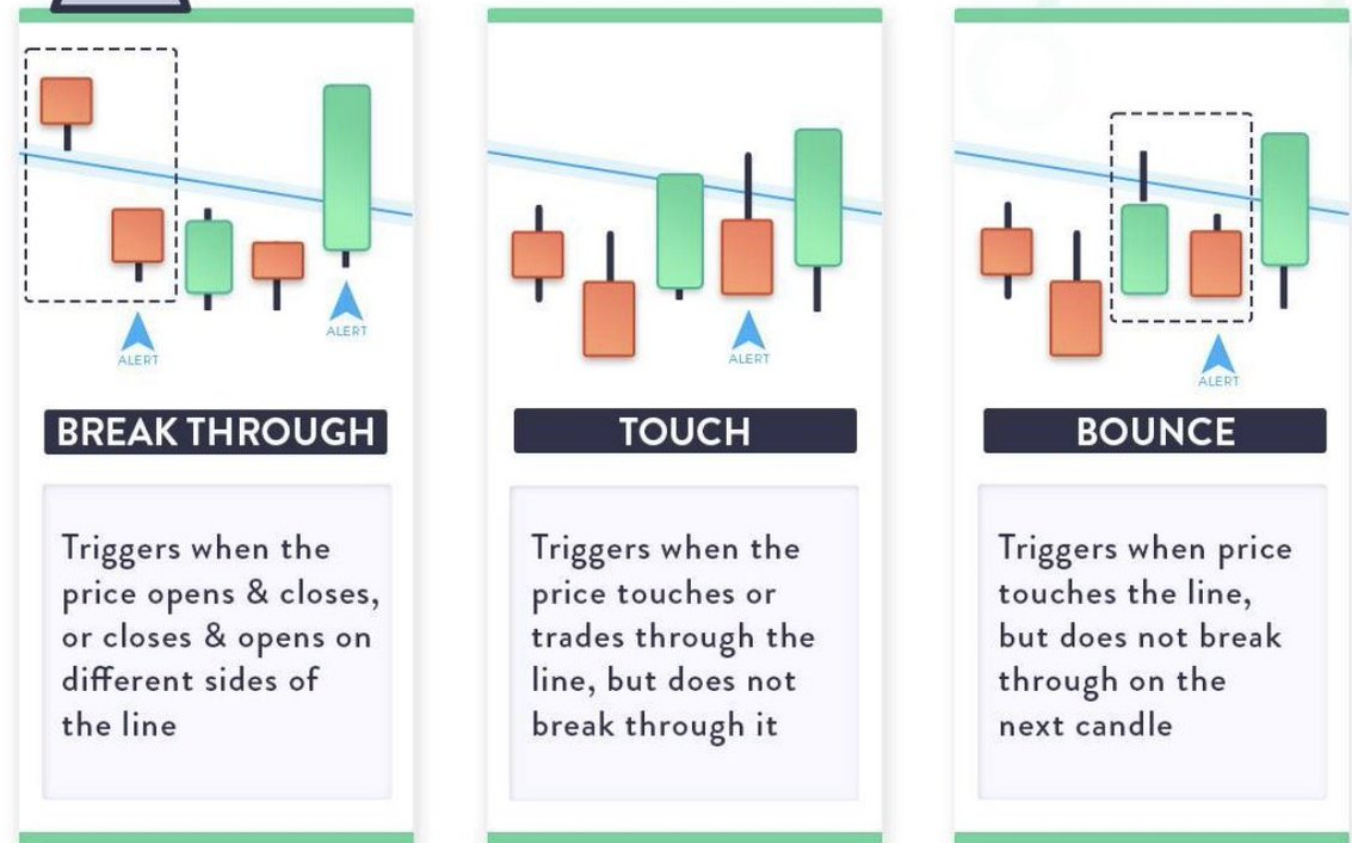 ALERT
ALERT
BREAK THROUGH
Triggers when the
price opens & closes,
or closes & opens on
different sides of
the line
ALERT
TOUCH
Triggers when the
price touches or
trades through the
line, but does not
break through it
ALERT
BOUNCE
Triggers when price
touches the line,
but does not break
through on the
next candle